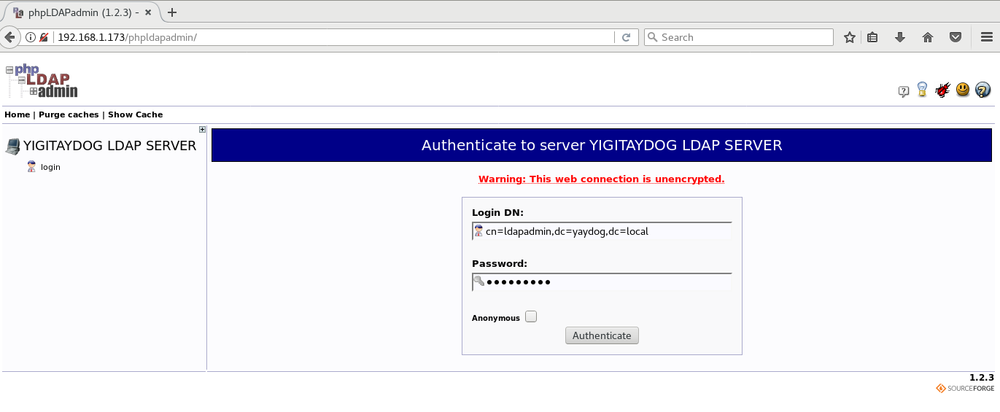 phpLDAPadmin (1.2.3) -
192.168.1.173/phpldapadmin/
Search
php
LDAP
admin
Home | Purge caches | Show Cache
YIGITAYDOG LDAP SERVER
login
Authenticate to server YIGITAYDOG LDAP SERVER
Warning: This web connection is unencrypted.
Login DN:
cn=ldapadmin,dc=yaydog,dc=local
Password:
•••••••••
Anonymous
Authenticate
1.2.3
SOURCEFORGE